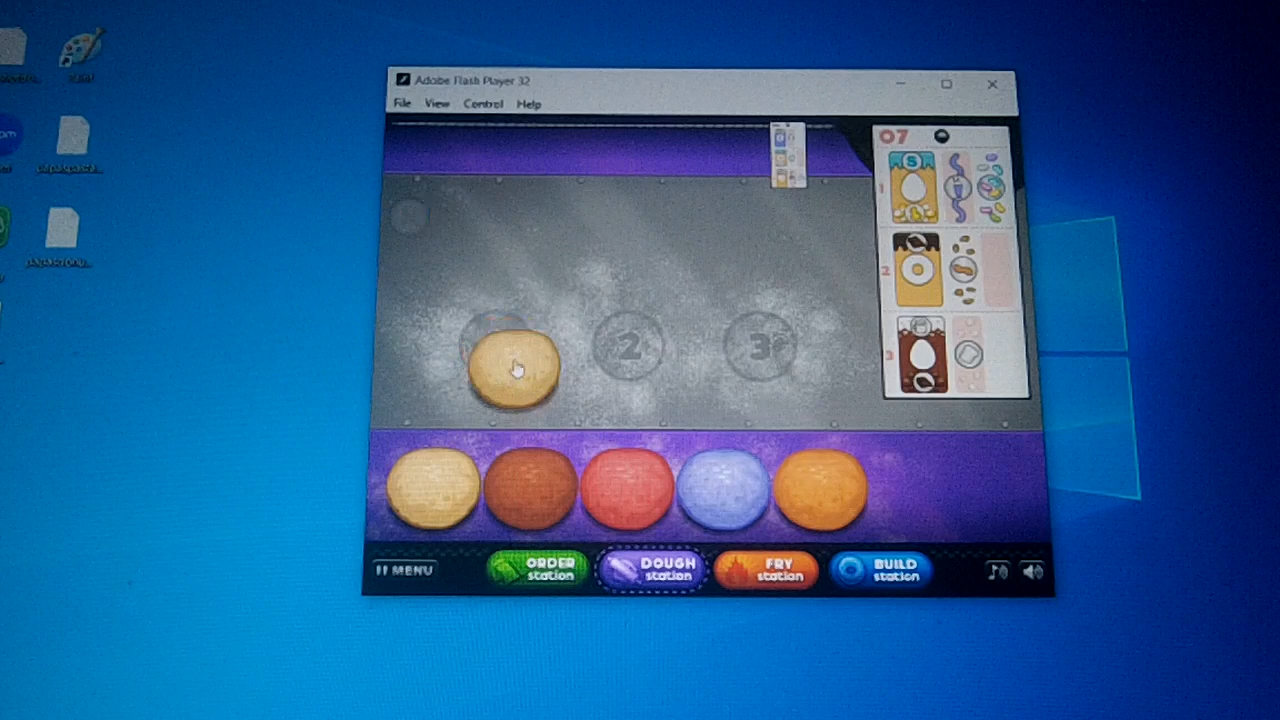 Adobe Flash Player 32
File View Control Help
07
S
1
2
3
2
3
MENU
ORDER station
DOUGH station
FRY station
BUILD station